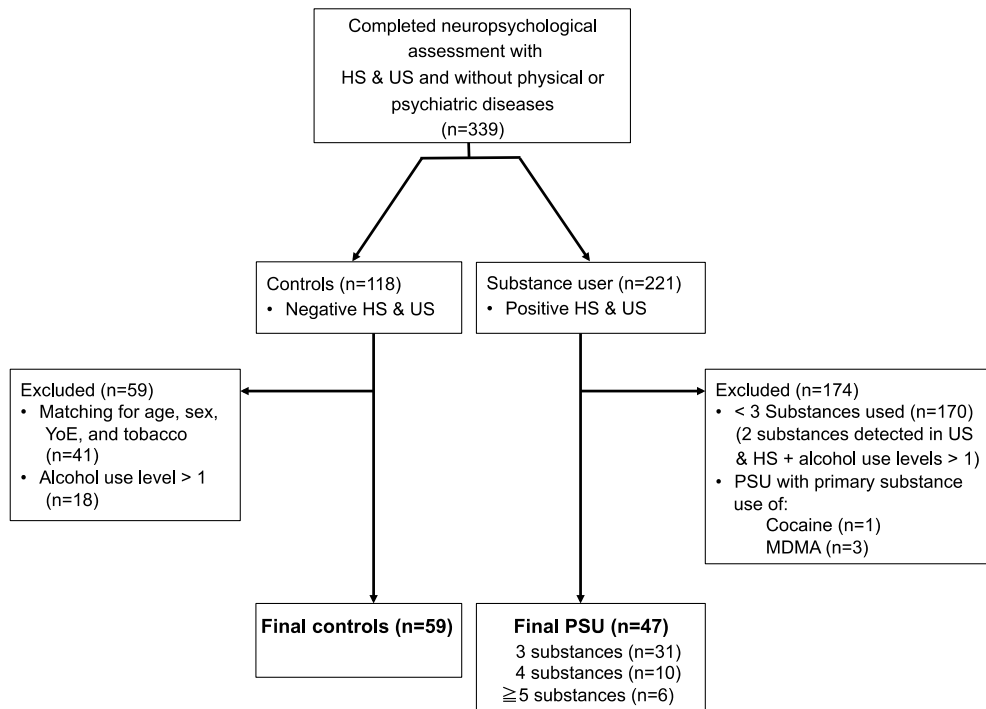 Completed neuropsychological
assessment with
HS & US and without physical or
psychiatric diseases
(n=339)
Controls (n=118)
• Negative HS & US
Substance user (n=221)
• Positive HS & US
Excluded (n=59)
• Matching for age, sex,
YoE, and tobacco
(n=41)
• Alcohol use level > 1
(n=18)
Excluded (n=174)
• < 3 Substances used (n=170)
(2 substances detected in US
& HS + alcohol use levels > 1)
• PSU with primary substance
use of:
Cocaine (n=1)
MDMA (n=3)
Final controls (n=59)
Final PSU (n=47)
3 substances (n=31)
4 substances (n=10)
≧5 substances (n=6)